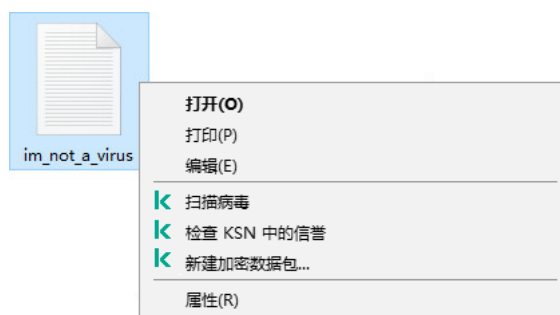 im_not_a_virus
打开(O)
打印(P)
编辑(E)
扫描病毒
检查 KSN 中的信誉
新建加密数据包...
属性(R)